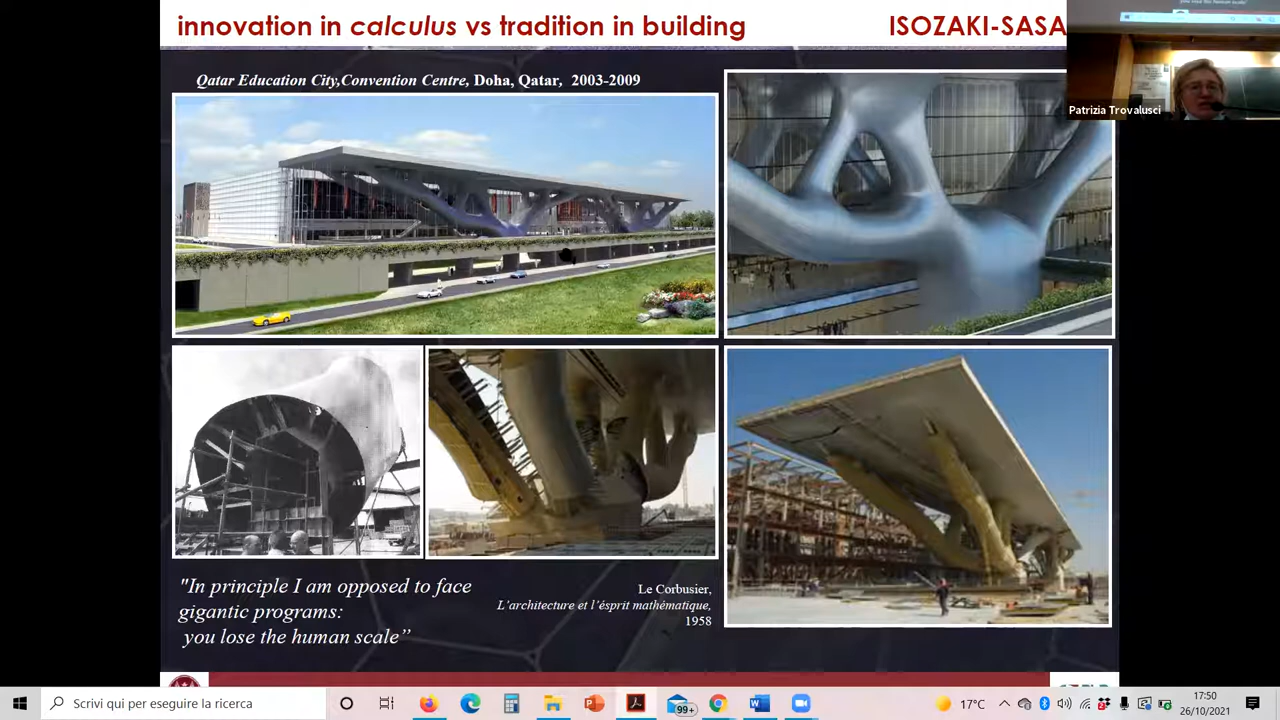 innovation in calculus vs tradition in building
ISOZAKI-SASA
Patrizia Trovalusci
Qatar Education City,Convention Centre, Doha, Qatar, 2003-2009
"In principle I am opposed to face
gigantic programs:
you lose the human scale”
Le Corbusier,
L'architecture et l'ésprit mathématique,
1958
Scrivi qui per eseguire la ricerca
99+
17°C
17:50
26/10/2021